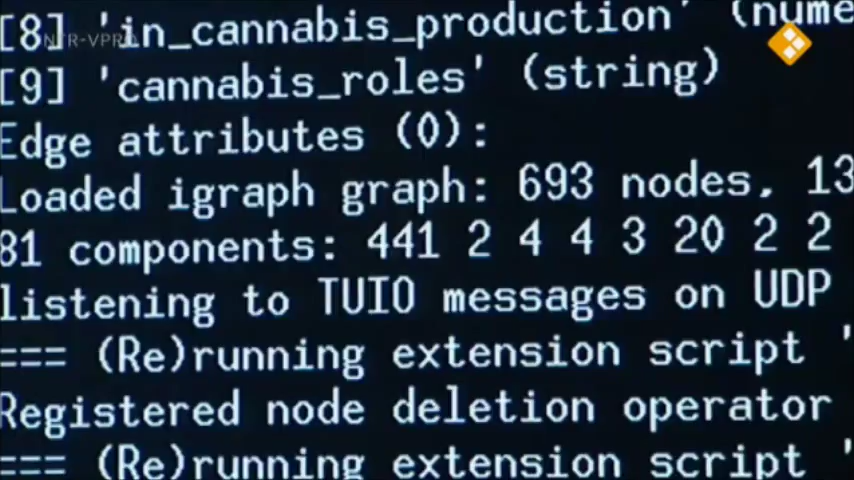 [8] 'in_cannabis_production' (nume
NTR-VPRO
[9] 'cannabis_roles' (string)
Edge attributes (0):
Loaded igraph graph: 693 nodes, 13
81 components: 441 2 4 4 3 20 2 2
listening to TUIO messages on UDP
=== (Re)running extension script '
Registered node deletion operator
=== (Re)running extension script '